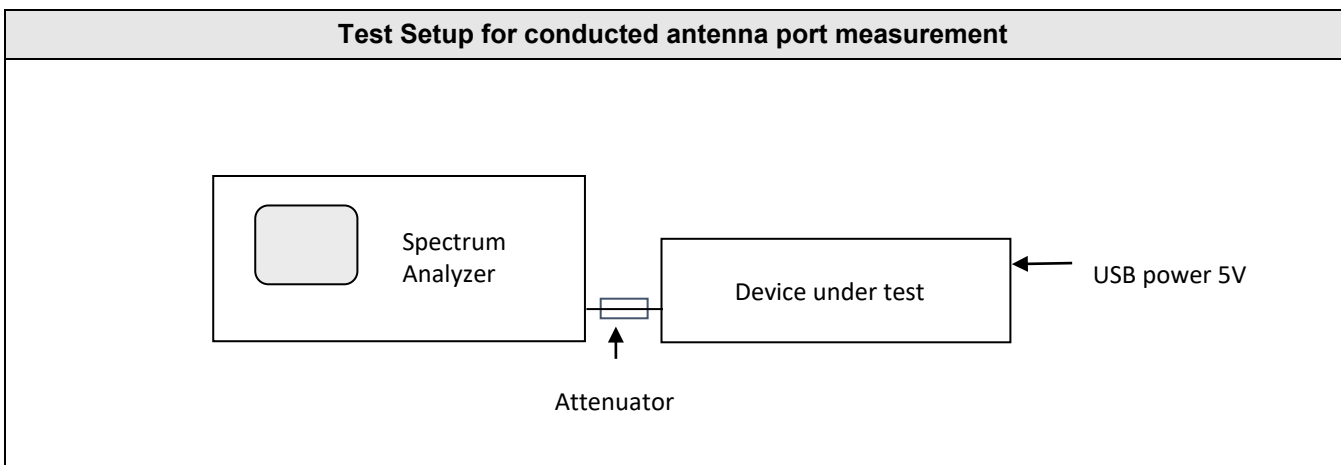 Test Setup for conducted antenna port measurement
Spectrum
Analyzer
Device under test
USB power 5V
Attenuator